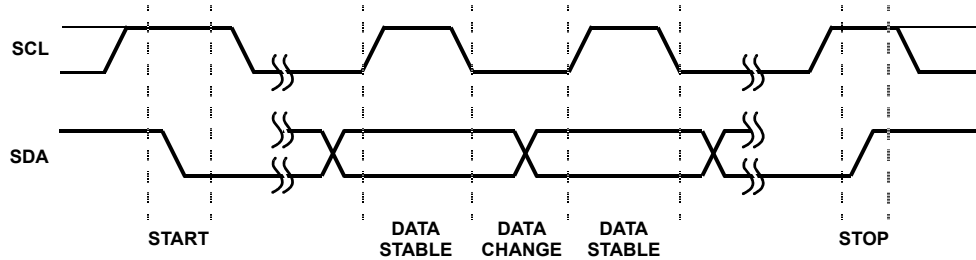 SCL
SDA
START
DATA
STABLE
DATA
CHANGE
DATA
STABLE
STOP